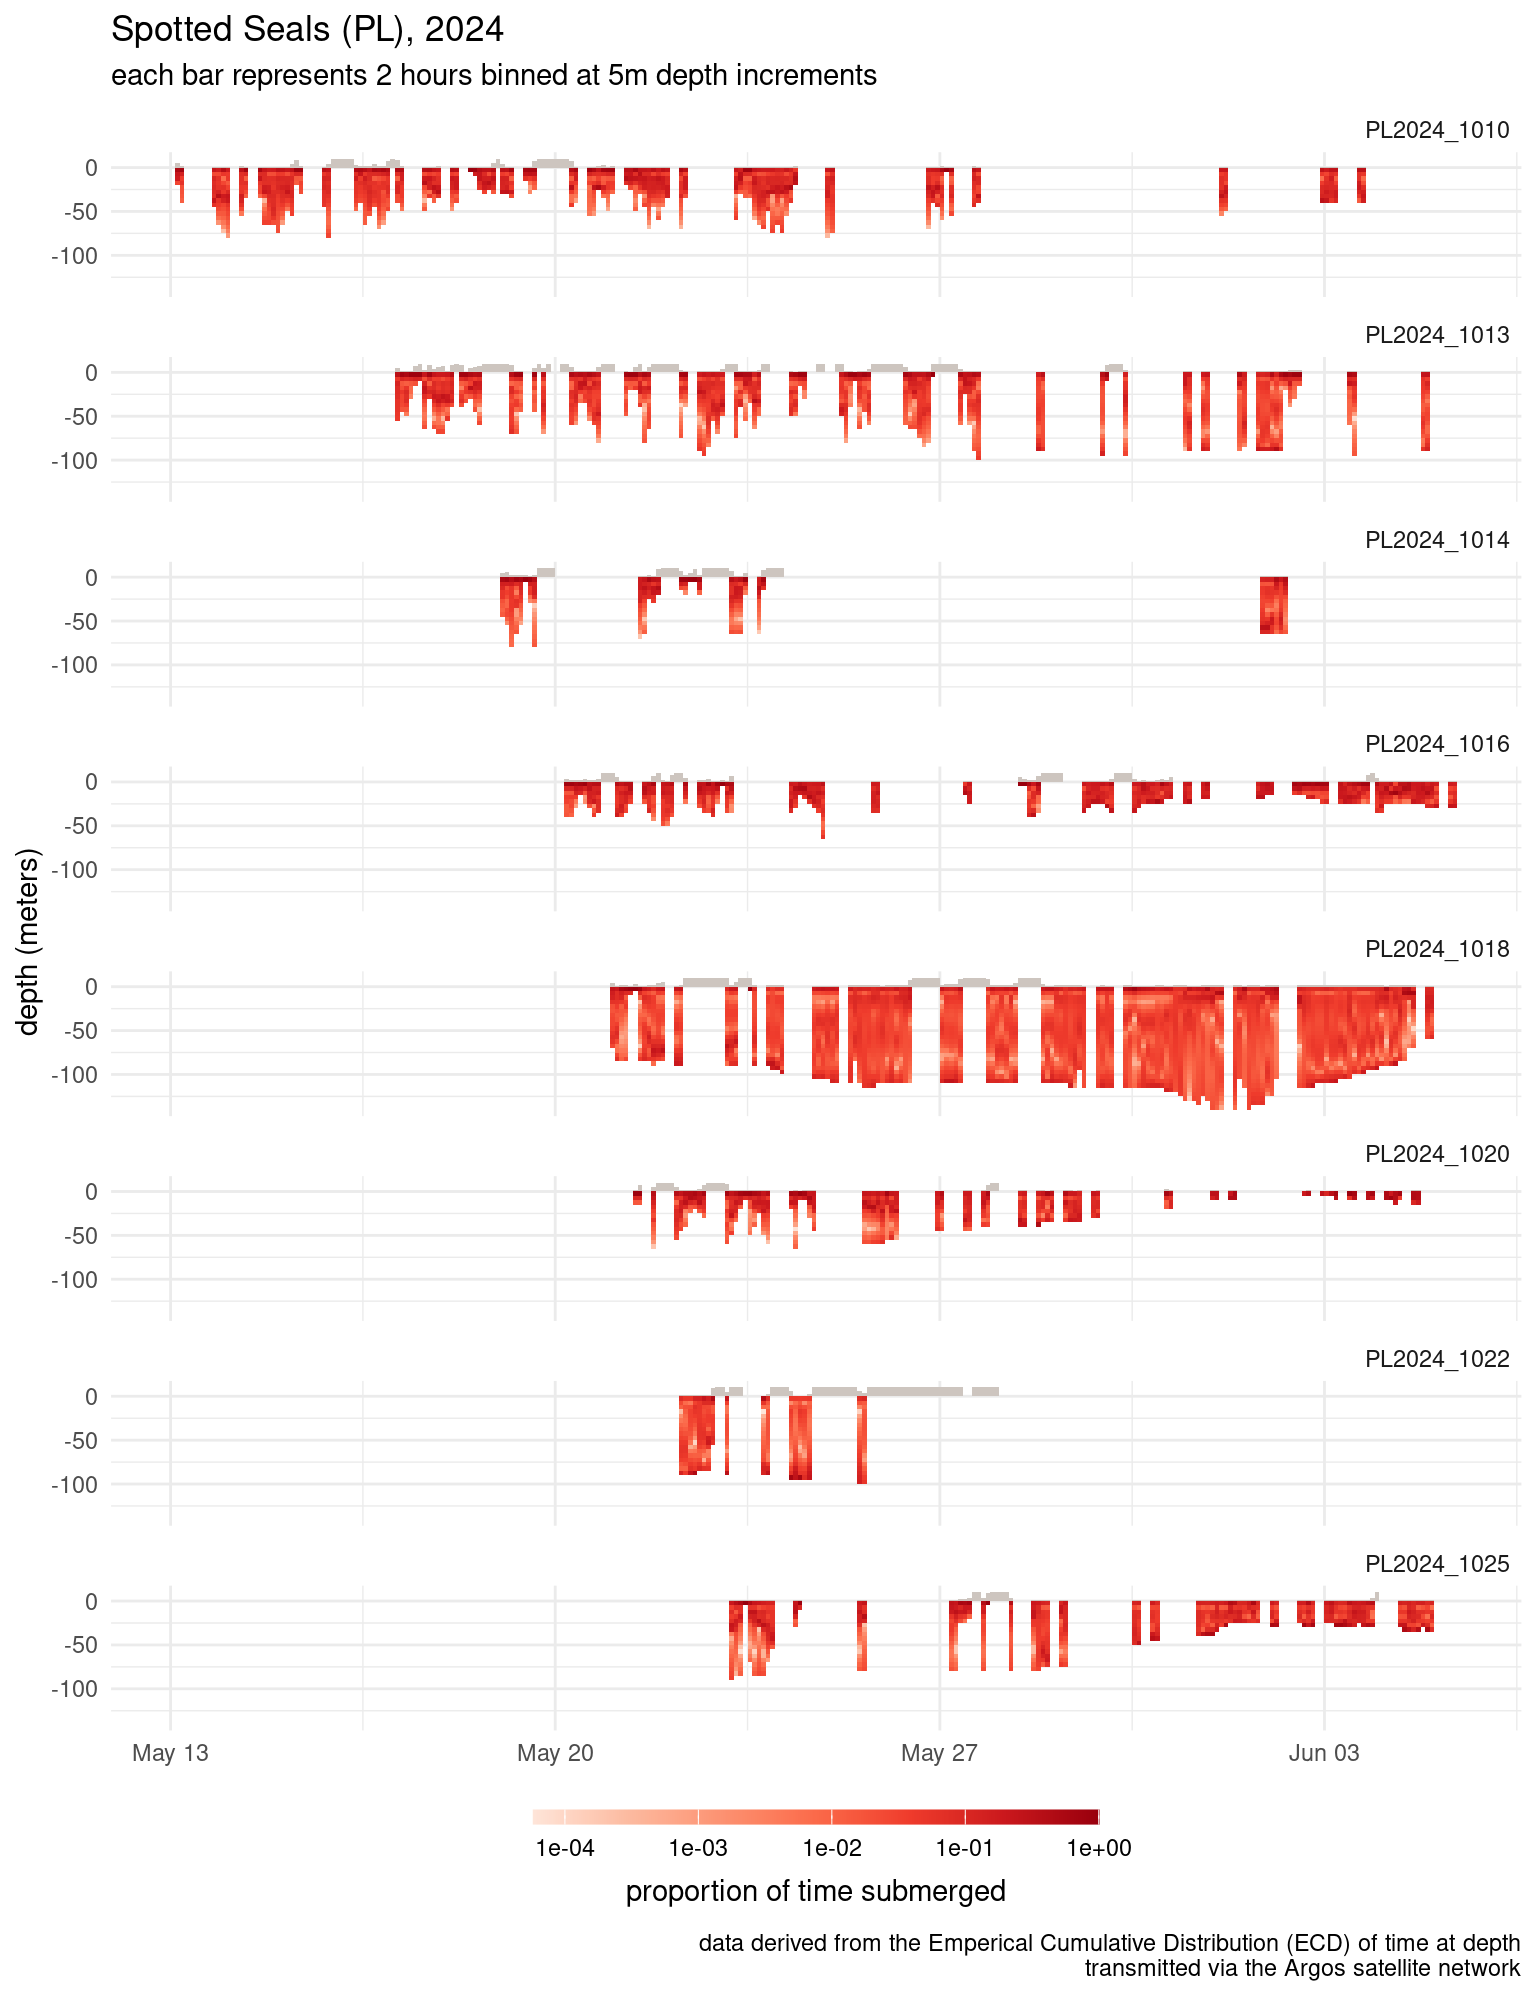 Spotted Seals (PL), 2024
each bar represents 2 hours binned at 5m depth increments
PL2024_1010
0
-50
-100
PL2024_1013
0
-50
-100
PL2024_1014
0
-50
-100
PL2024_1016
0
-50
-100
depth (meters)
PL2024_1018
0
-50
-100
PL2024_1020
0
-50
-100
PL2024_1022
0
-50
-100
PL2024_1025
0
-50
-100
May 13 May 20 May 27 Jun 03
1e-04 1e-03 1e-02 1e-01 1e+00
proportion of time submerged
data derived from the Emperical Cumulative Distribution (ECD) of time at depth
transmitted via the Argos satellite network